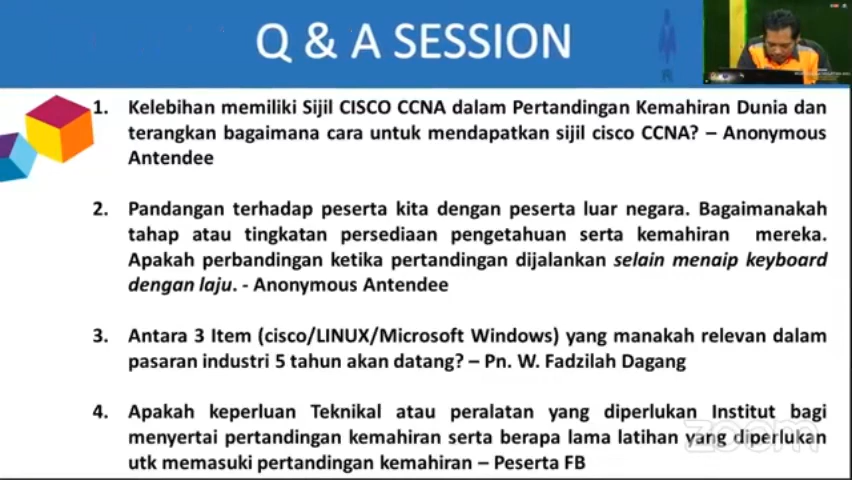 Q & A SESSION
1. Kelebihan memiliki Sijil CISCO CCNA dalam Pertandingan Kemahiran Dunia dan
terangkan bagaimana cara untuk mendapatkan sijil cisco CCNA? – Anonymous
Antendee
2. Pandangan terhadap peserta kita dengan peserta luar negara. Bagaimanakah
tahap atau tingkatan persediaan pengetahuan serta kemahiran mereka.
Apakah perbandingan ketika pertandingan dijalankan selain menaip keyboard
dengan laju. - Anonymous Antendee
3. Antara 3 Item (cisco/LINUX/Microsoft Windows) yang manakah relevan dalam
pasaran industri 5 tahun akan datang? – Pn. W. Fadzilah Dagang
4. Apakah keperluan Teknikal atau peralatan yang diperlukan Institut bagi
menyertai pertandingan kemahiran serta berapa lama latihan yang diperlukan
utk memasuki pertandingan kemahiran – Peserta FB
zoom